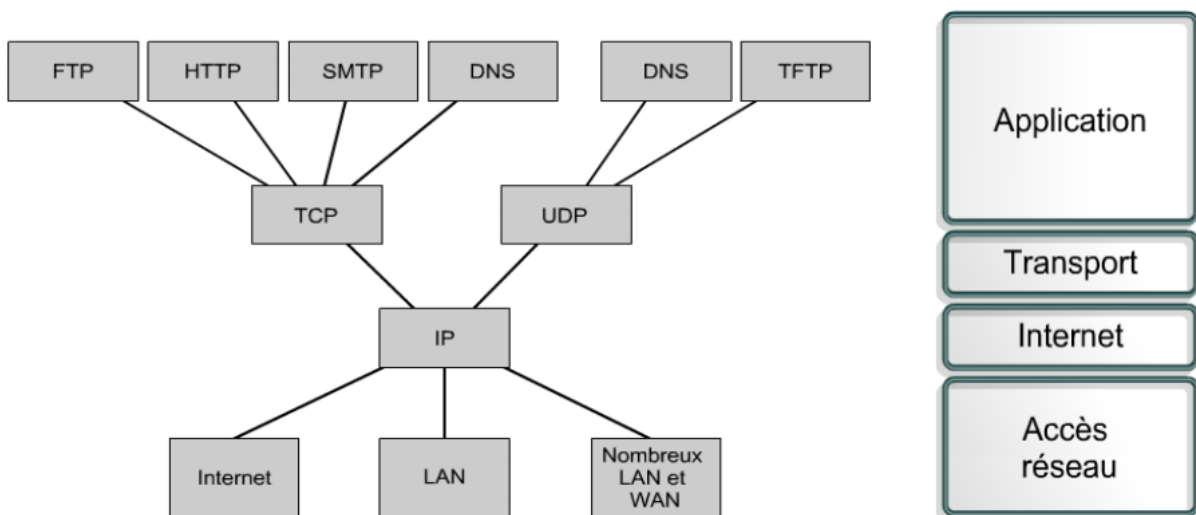 FTP
HTTP
SMTP
DNS
DNS
TFTP
TCP
UDP
IP
Internet
LAN
Nombreux
LAN et
WAN
Application
Transport
Internet
Accès
réseau